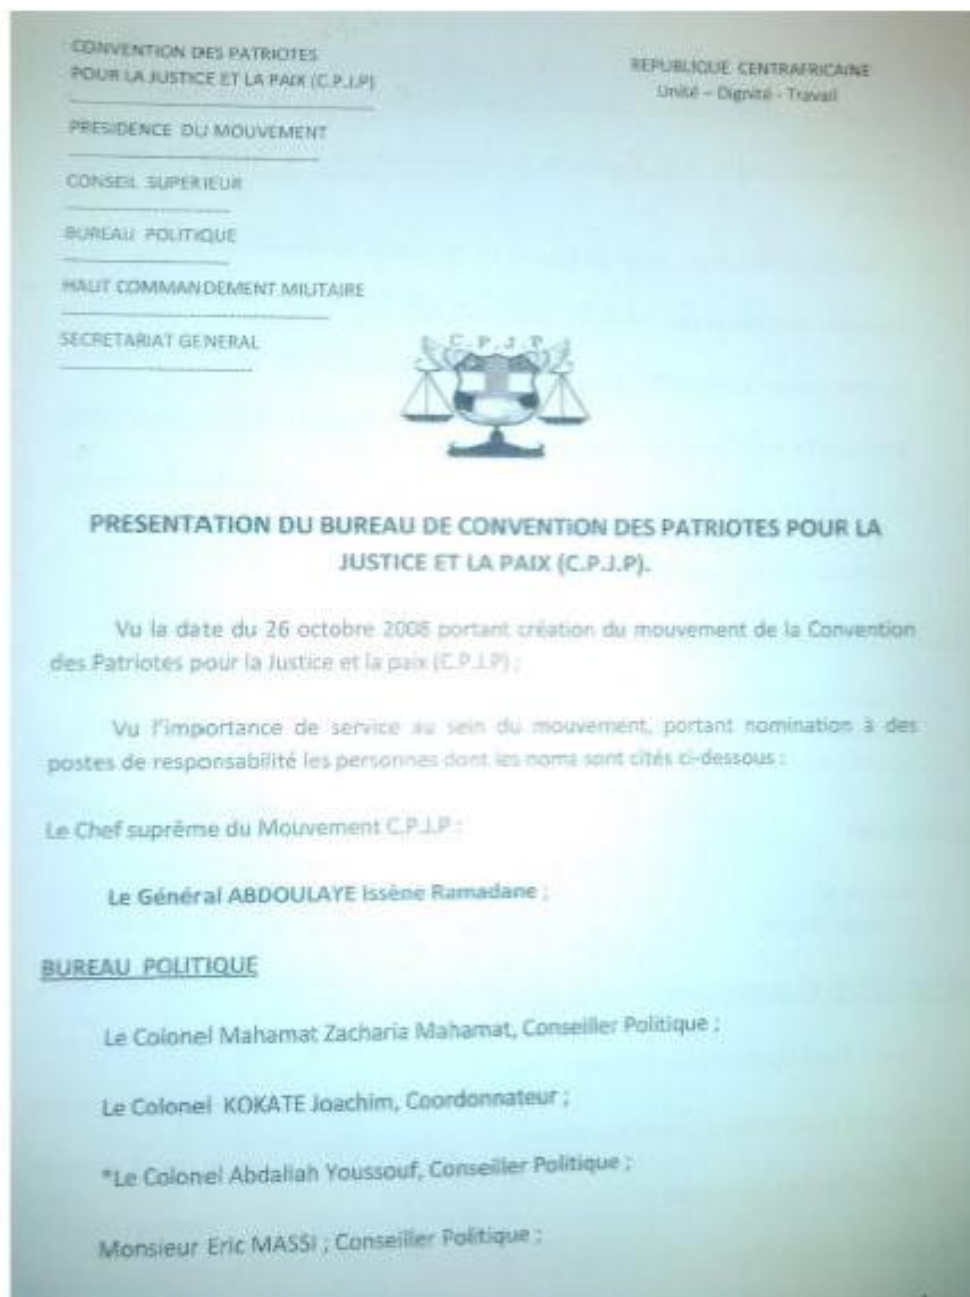 CONVENTION DES PATRIOTES
POUR LA JUSTICE ET LA PAIX (C.P.J.P)
REPUBLIQUE CENTRAFRICAINE
Unité – Dignité - Travail
PRESIDENCE DU MOUVEMENT
CONSEIL SUPERIEUR
BUREAU POLITIQUE
HAUT COMMANDEMENT MILITAIRE
SECRETARIAT GENERAL
C.P.J.P
PRESENTATION DU BUREAU DE CONVENTION DES PATRIOTES POUR LA
JUSTICE ET LA PAIX (C.P.J.P).
Vu la date du 26 octobre 2008 portant création du mouvement de la Convention
des Patriotes pour la Justice et la paix (C.P.J.P) ;
Vu l'importance de service au sein du mouvement, portant nomination à des
postes de responsabilité les personnes dont les noms sont cités ci-dessous :
Le Chef suprême du Mouvement C.P.J.P :
Le Général ABDOULAYE Issène Ramadane ;
BUREAU POLITIQUE
Le Colonel Mahamat Zacharia Mahamat, Conseiller Politique ;
Le Colonel KOKATE Joachim, Coordonnateur ;
*Le Colonel Abdallah Youssouf, Conseiller Politique ;
Monsieur Eric MASSI ; Conseiller Politique ;